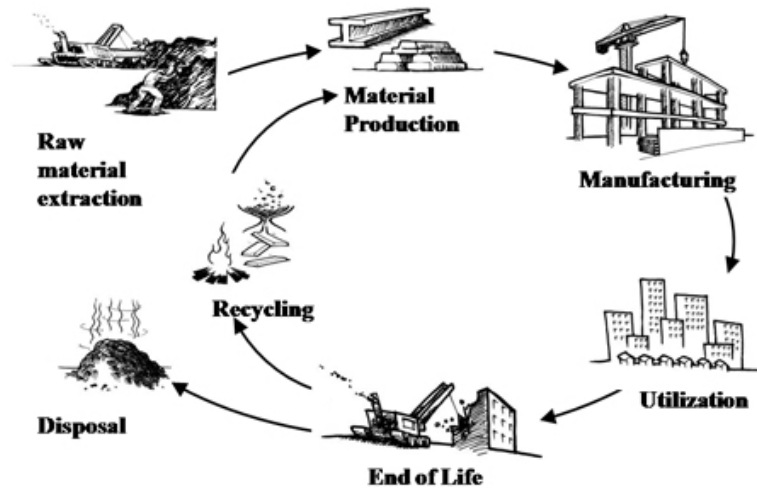 Raw
material
extraction
Material
Production
Manufacturing
Utilization
End of Life
Recycling
Disposal